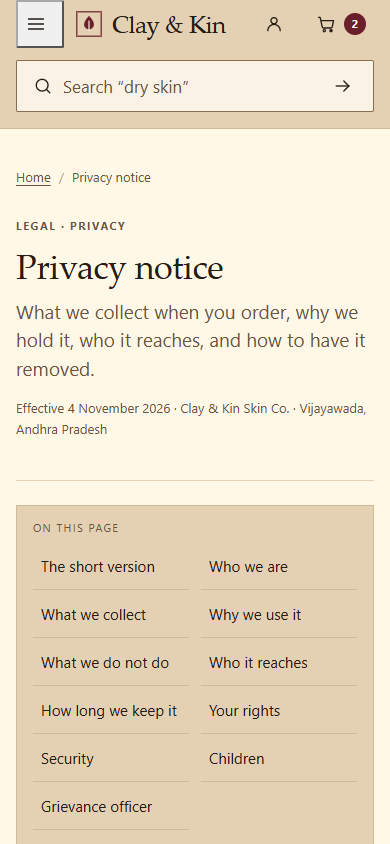 Clay & Kin
2
Search “dry skin”
Home / Privacy notice
LEGAL · PRIVACY
Privacy notice
What we collect when you order, why we
hold it, who it reaches, and how to have it
removed.
Effective 4 November 2026 · Clay & Kin Skin Co. · Vijayawada,
Andhra Pradesh
ON THIS PAGE
The short version
Who we are
What we collect
Why we use it
What we do not do
Who it reaches
How long we keep it
Your rights
Security
Children
Grievance officer